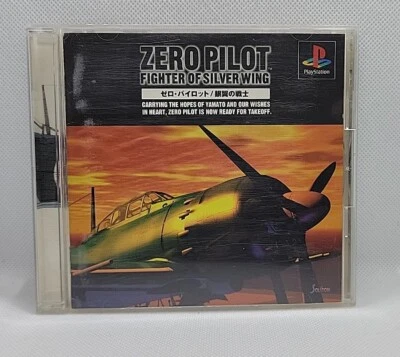 ZERO PILOT
FIGHTER OF SILVER WING
ゼロ・パイロット/銀翼の戦士
CARRYING THE HOPES OF YAMATO AND OUR WISHES
IN HEART, ZERO PILOT IS NOW READY FOR TAKEOFF.
PlayStation